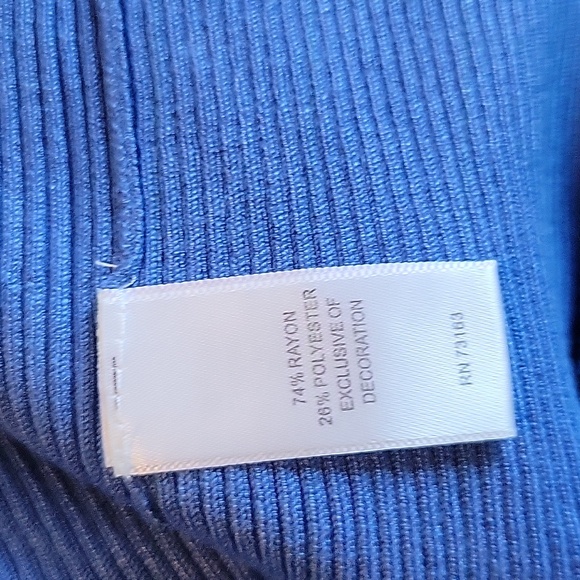 74% RAYON
26% POLYESTER
EXCLUSIVE OF
DECORATION
RN 73163